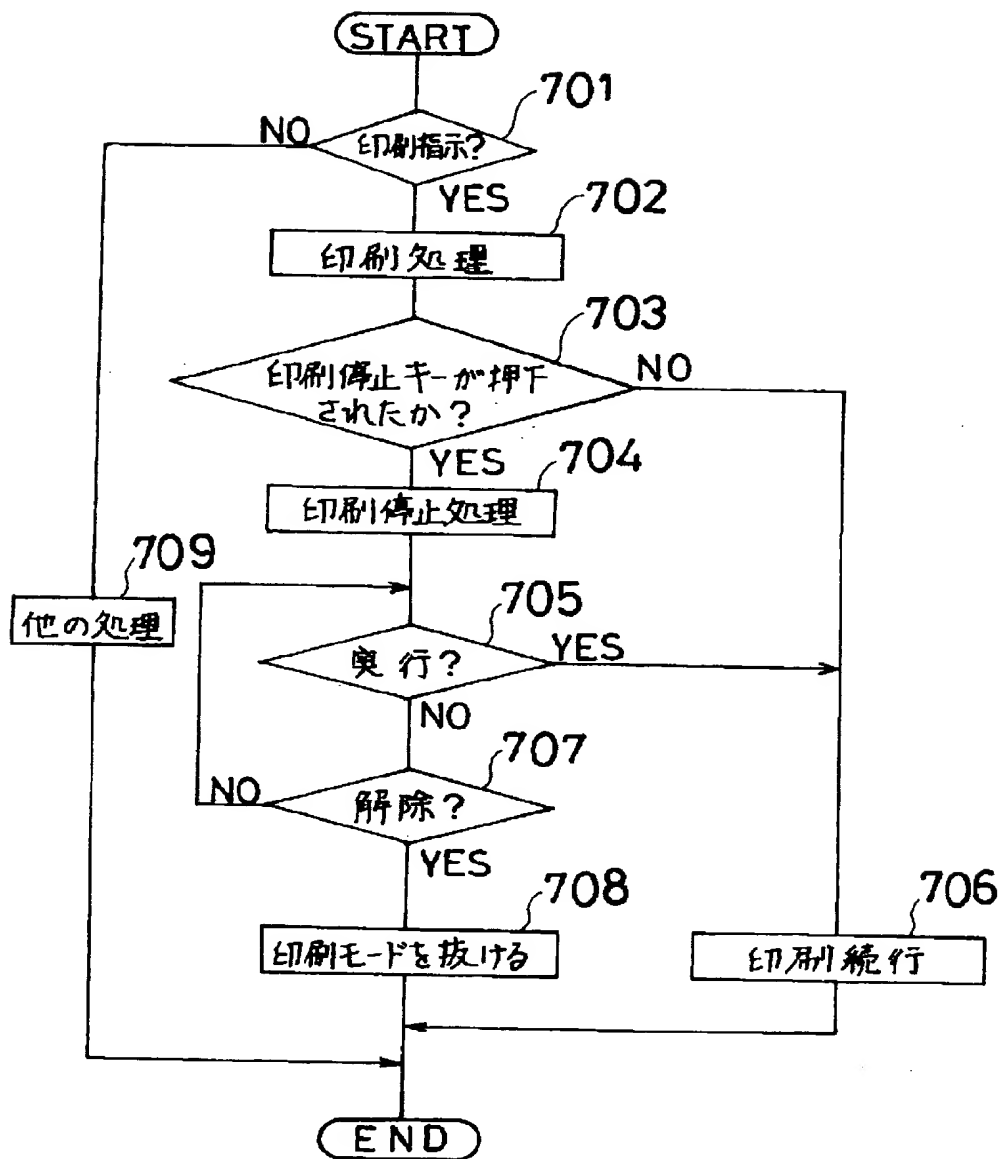 START
701
NO
印刷指示?
YES
702
印刷処理
703
印刷停止キーが押下
されたか?
NO
YES
704
印刷停止処理
709
他の処理
705
実行?
YES
NO
707
NO
解除?
YES
708
印刷モードを抜ける
706
印刷続行
END